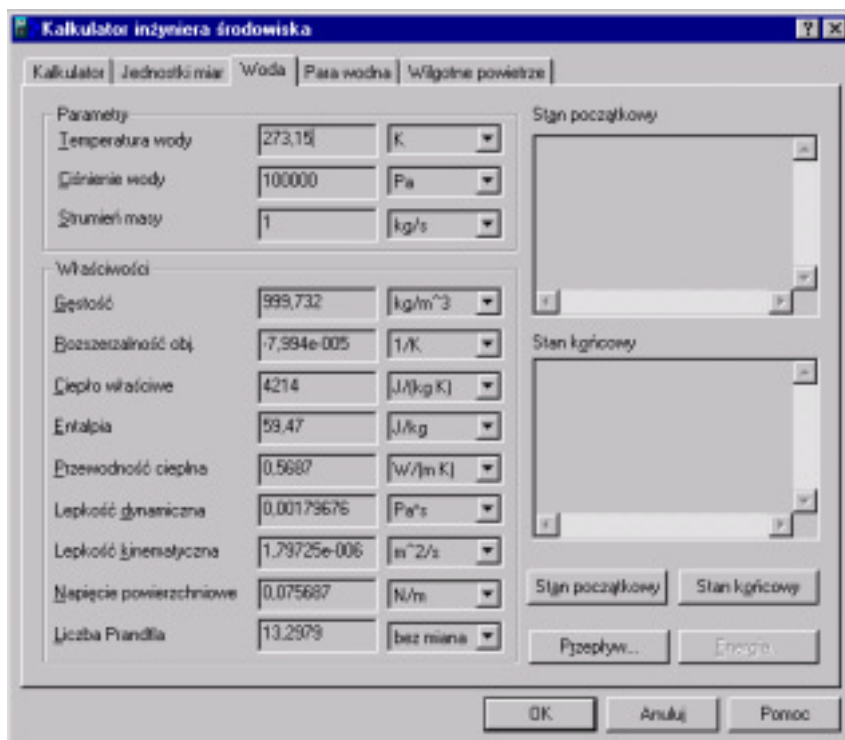 Kalkulator inżyniera środowiska
Kalkulator Jednostki miar Woda Para wodna Wilgotne powietrze
Parametry
Temperatura wody 273,15 K
Ciśnienie wody 100000 Pa
Strumień masy 1 kg/s
Właściwości
Gęstość 999,732 kg/m^3
Rozszerzalność obj. -7,994e-005 1/K
Ciepło właściwe 4214 J/(kg K)
Entalpia 59,47 J/kg
Przewodność cieplna 0,5687 W/(m K)
Lepkość dynamiczna 0,00179676 Pa*s
Lepkość kinematyczna 1,79725e-006 m^2/s
Napięcie powierzchniowe 0,075687 N/m
Liczba Prandtla 13,2979 bez miana
Stan początkowy
Stan końcowy
Stan początkowy Stan końcowy
Przepływ... Energia...
OK Anuluj Pomoc